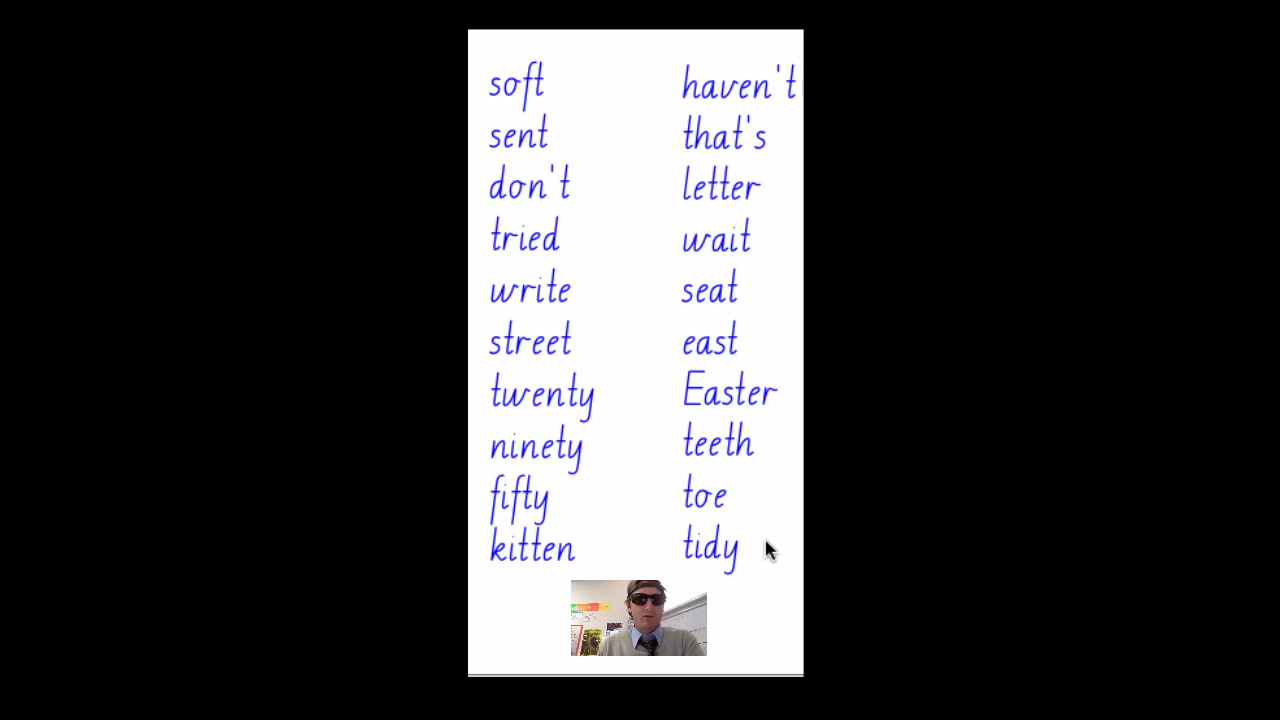 soft
sent
don't
tried
write
street
twenty
ninety
fifty
kitten
haven't
that's
letter
wait
seat
east
Easter
teeth
toe
tidy